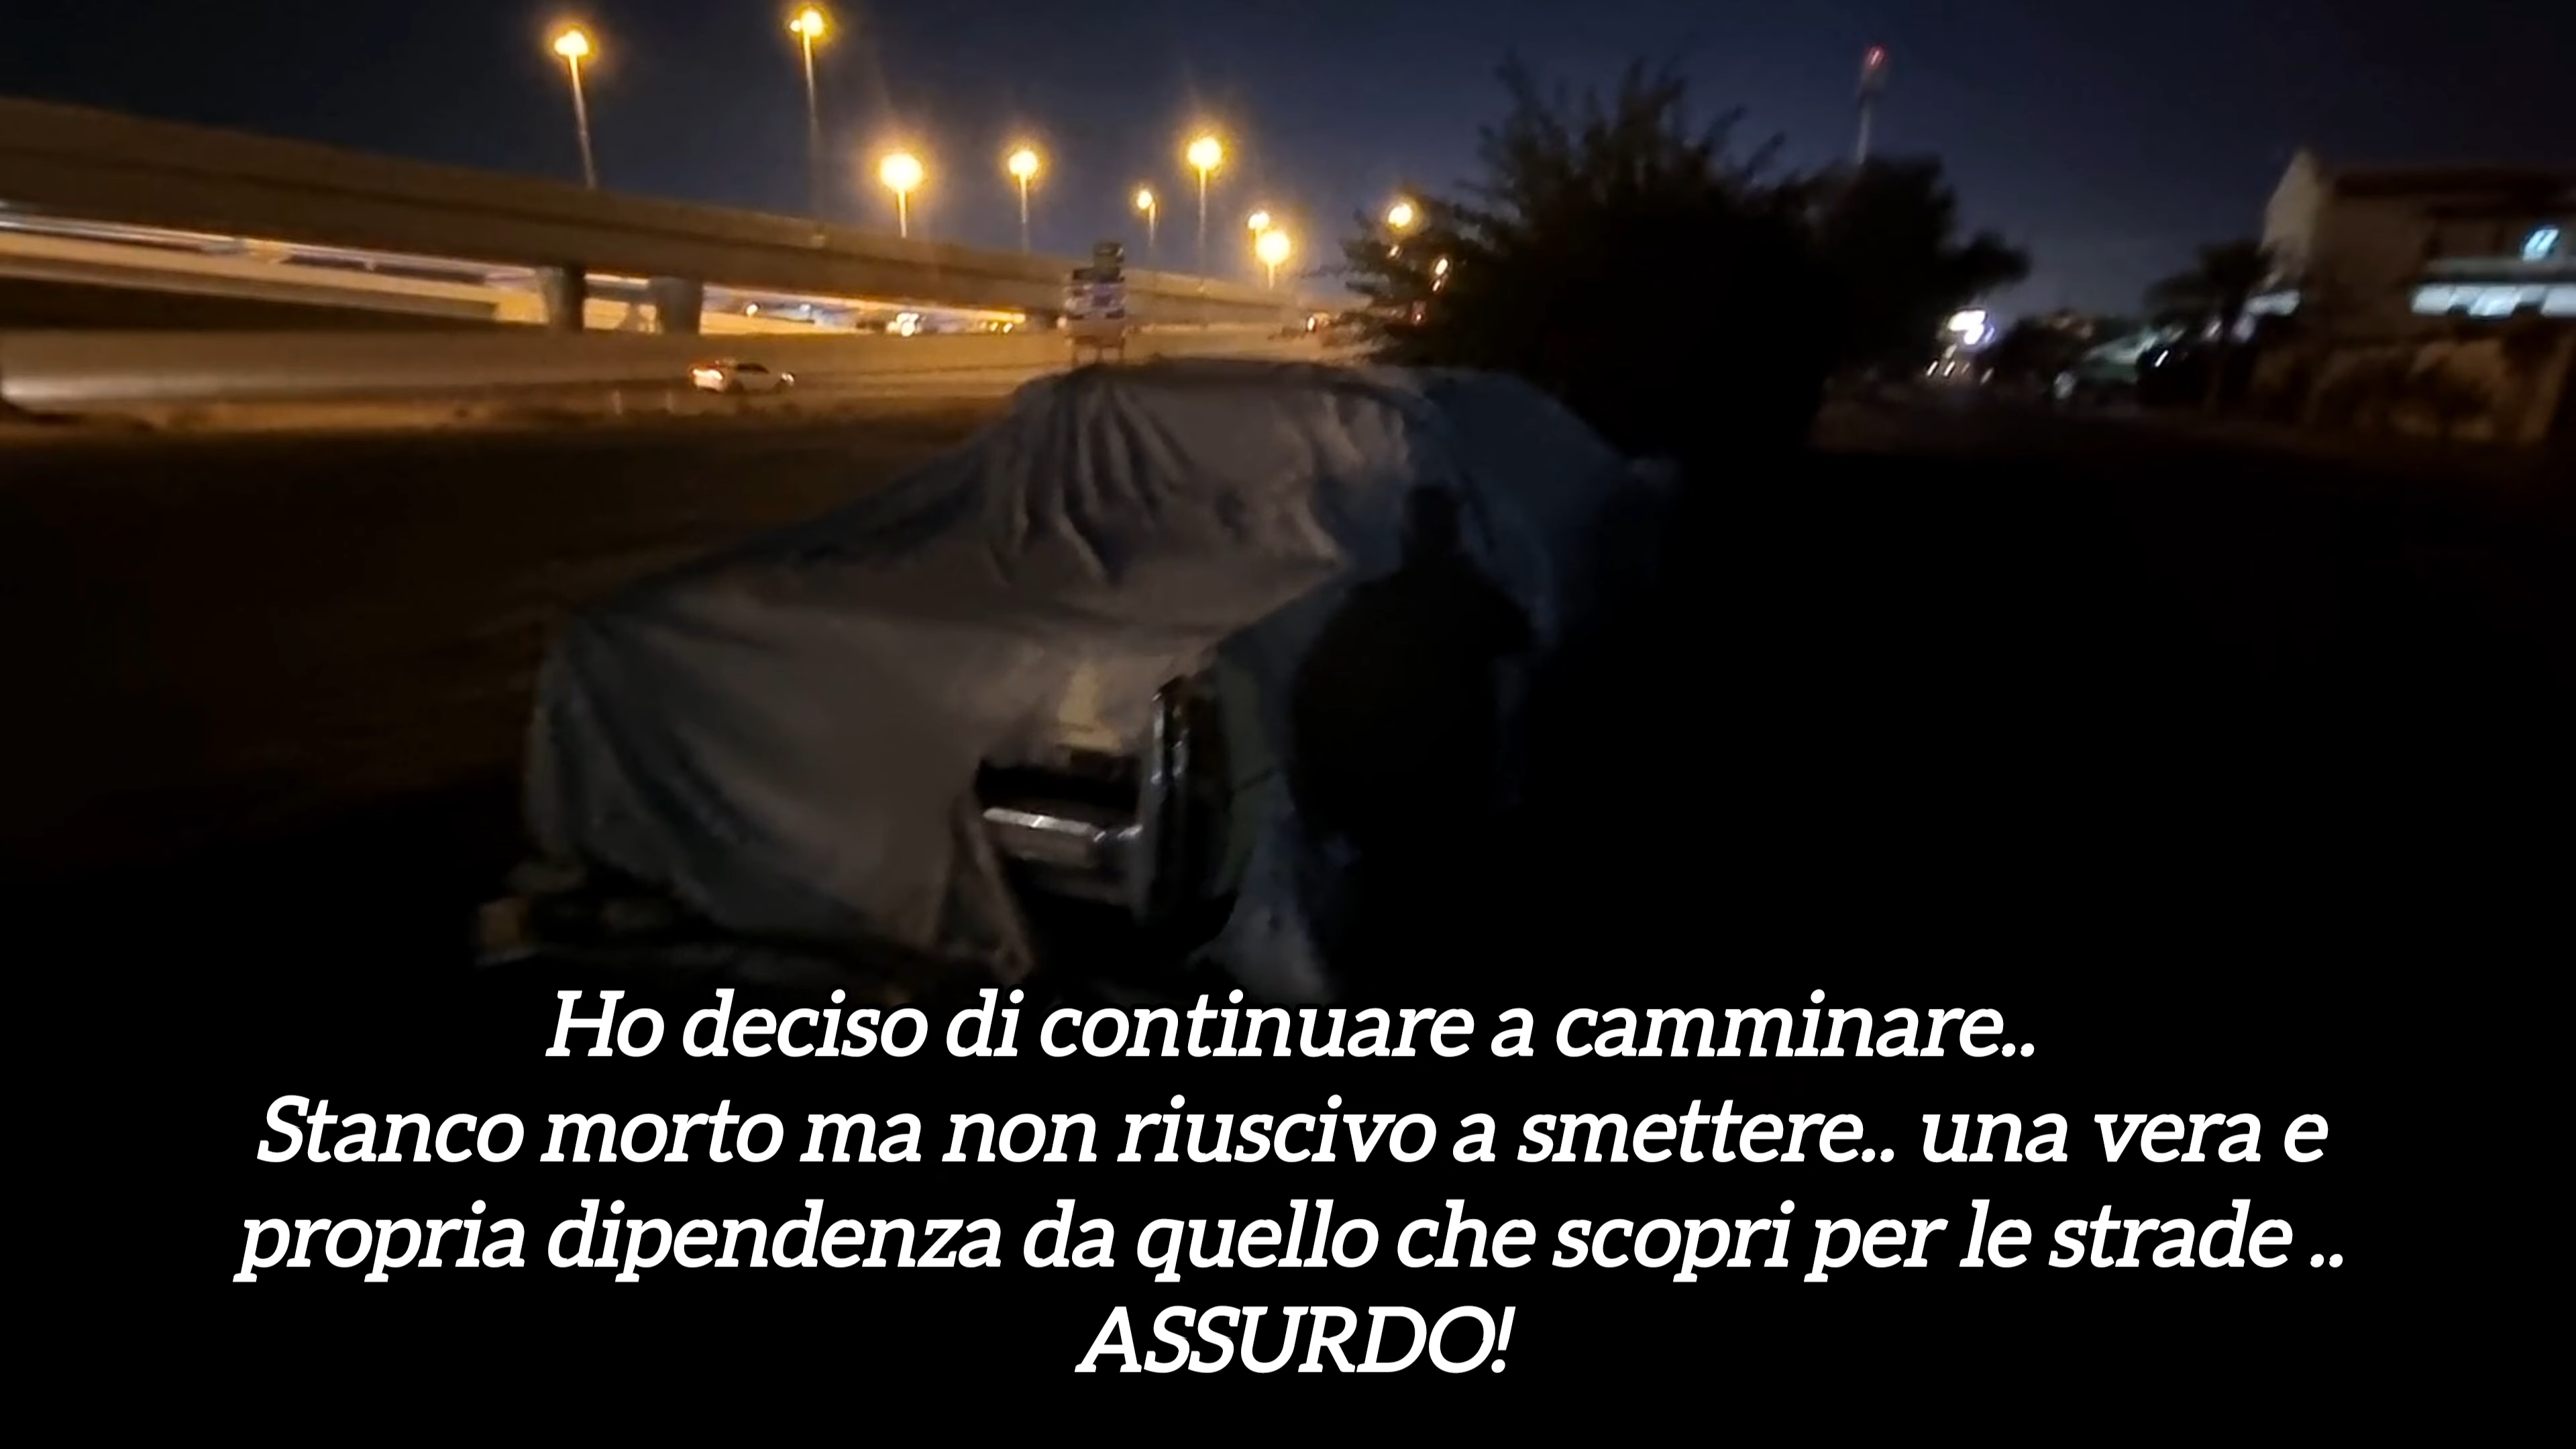 Ho deciso di continuare a camminare..
Stanco morto ma non riuscivo a smettere.. una vera e
propria dipendenza da quello che scopri per le strade ..
ASSURDO!